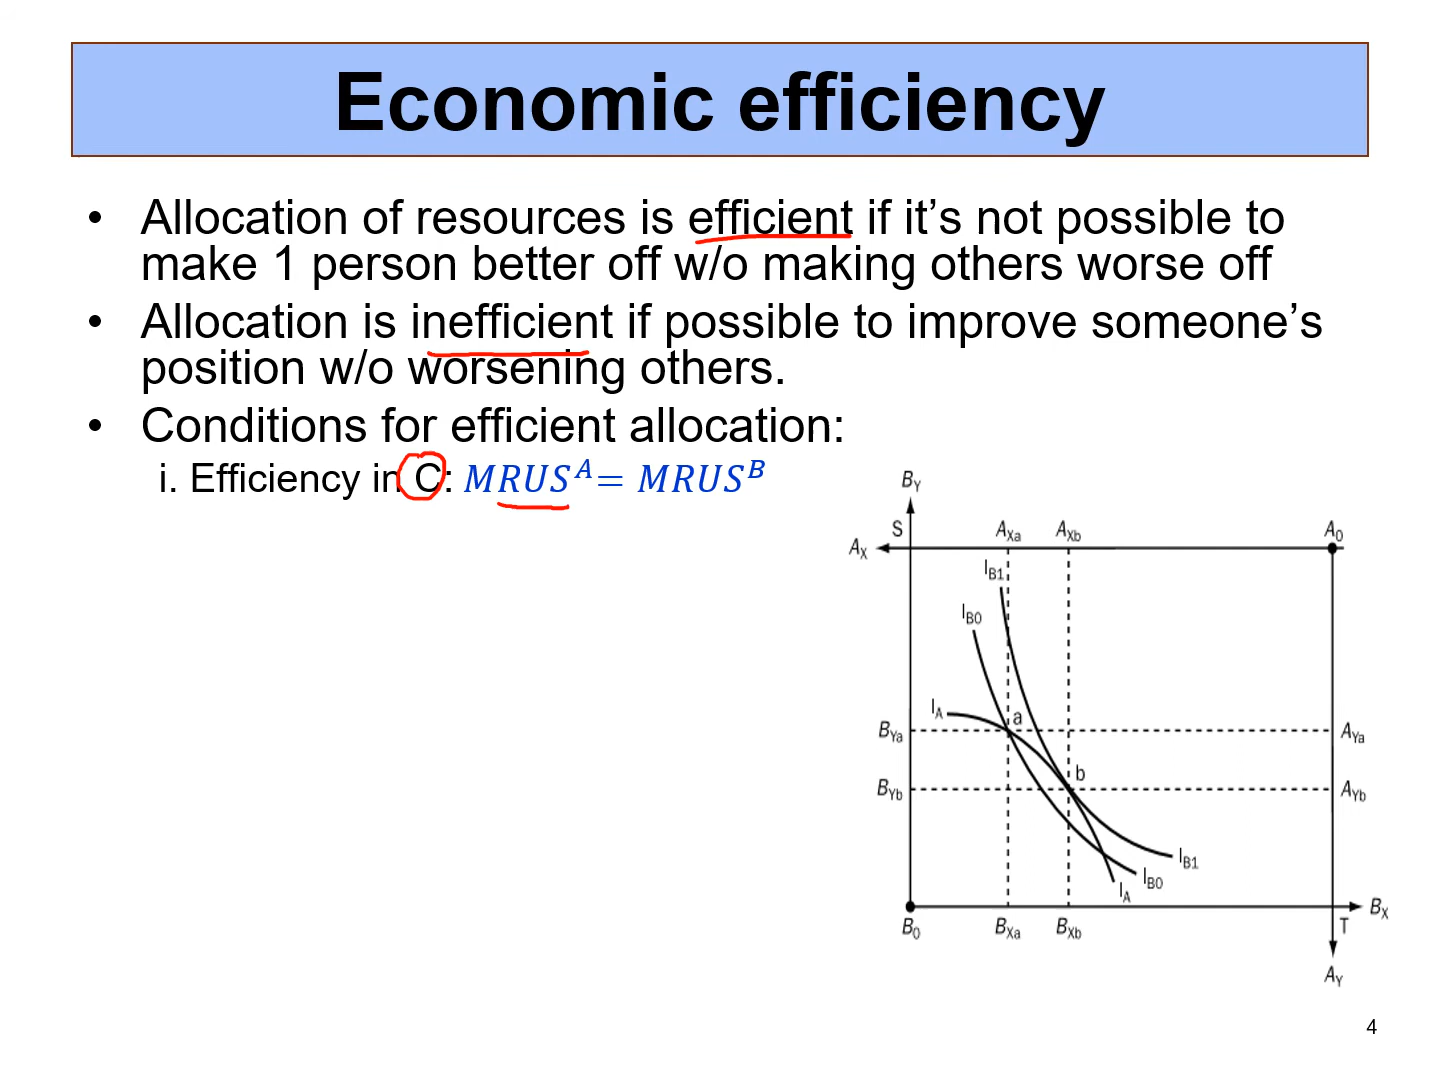 Economic efficiency
• Allocation of resources is efficient if it’s not possible to
make 1 person better off w/o making others worse off
• Allocation is inefficient if possible to improve someone’s
position w/o worsening others.
• Conditions for efficient allocation:
i. Efficiency in C: MRUS^A = MRUS^B
B_Y
S A_Xa A_Xb A_0
A_X
I_B1
I_B0
I_A a
B_Ya A_Ya
b
B_Yb A_Yb
I_B1
I_B0
I_A
B_X
B_0 B_Xa B_Xb T
A_Y
4